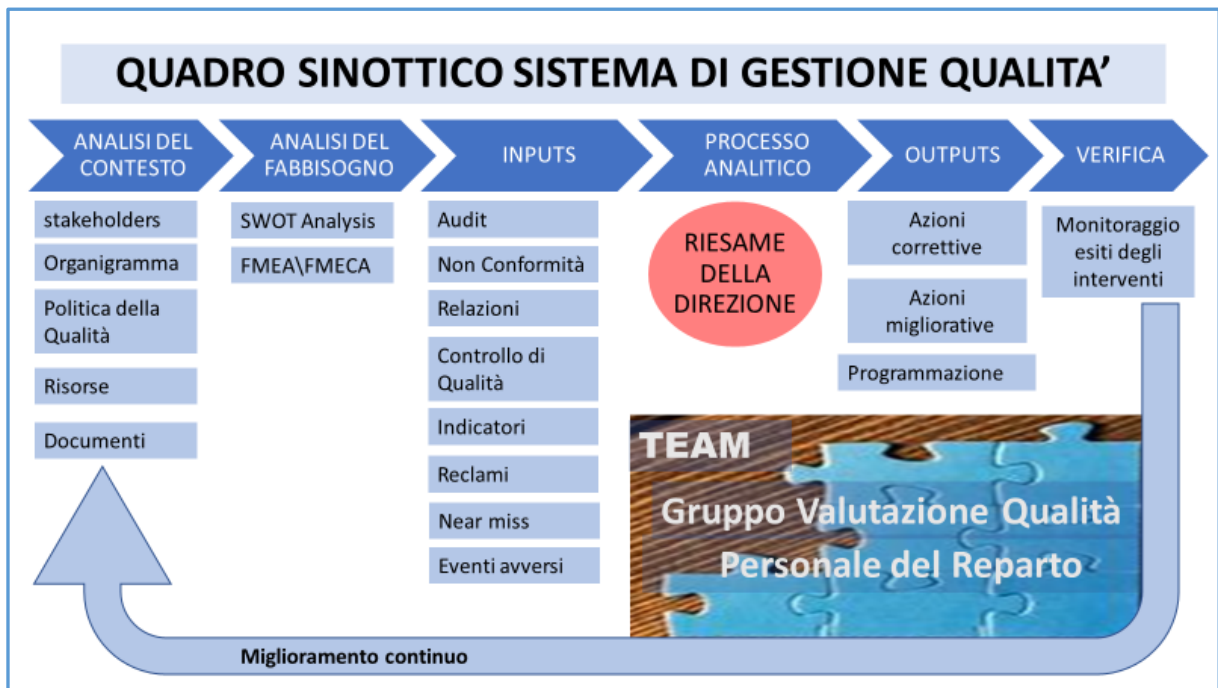 QUADRO SINOTTICO SISTEMA DI GESTIONE QUALITA’
ANALISI DEL
CONTESTO
ANALISI DEL
FABBISOGNO
INPUTS
PROCESSO
ANALITICO
OUTPUTS
VERIFICA
stakeholders
Organigramma
Politica della
Qualità
Risorse
Documenti
SWOT Analysis
FMEA\FMECA
Audit
Non Conformità
Relazioni
Controllo di
Qualità
Indicatori
Reclami
Near miss
Eventi avversi
RIESAME
DELLA
DIREZIONE
Azioni
correttive
Azioni
migliorative
Programmazione
Monitoraggio
esiti degli
interventi
TEAM
Gruppo Valutazione Qualità
Personale del Reparto
Miglioramento continuo